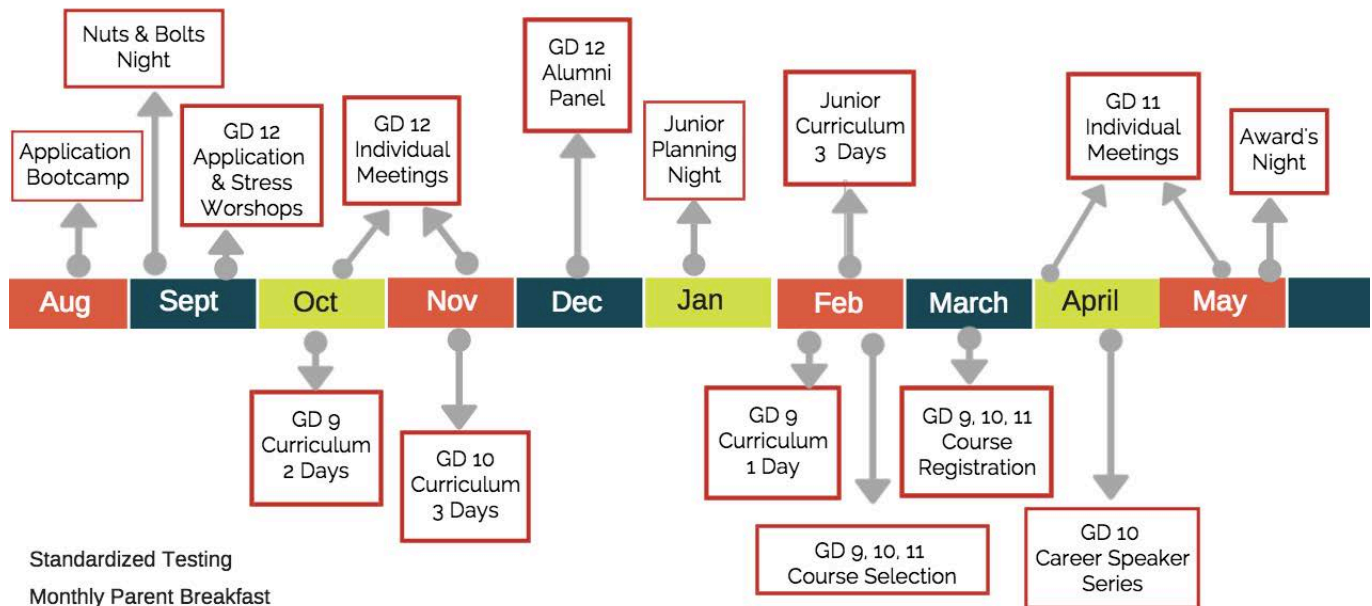 Nuts & Bolts
Night
Application
Bootcamp
GD 12
Application
& Stress
Worshops
GD 12
Individual
Meetings
GD 12
Alumni
Panel
Junior
Planning
Night
Junior
Curriculum
3 Days
GD 11
Individual
Meetings
Award's
Night
Aug
Sept
Oct
Nov
Dec
Jan
Feb
March
April
May
GD 9
Curriculum
2 Days
GD 10
Curriculum
3 Days
GD 9
Curriculum
1 Day
GD 9, 10, 11
Course Selection
GD 9, 10, 11
Course
Registration
GD 10
Career Speaker
Series
Standardized Testing
Monthly Parent Breakfast